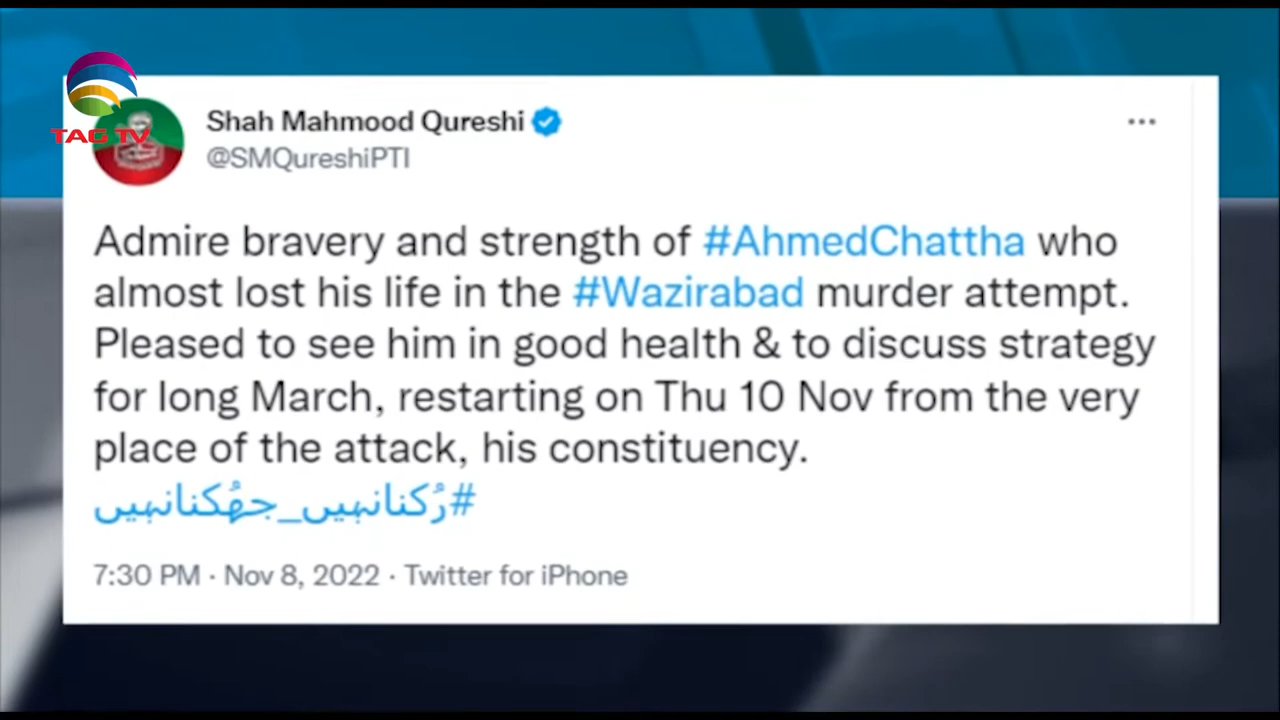 TAG TV
Shah Mahmood Qureshi
@SMQureshiPTI
Admire bravery and strength of #AhmedChattha who
almost lost his life in the #Wazirabad murder attempt.
Pleased to see him in good health & to discuss strategy
for long March, restarting on Thu 10 Nov from the very
place of the attack, his constituency.
#رُکنانہیں_جھُکنانہیں
7:30 PM · Nov 8, 2022 · Twitter for iPhone